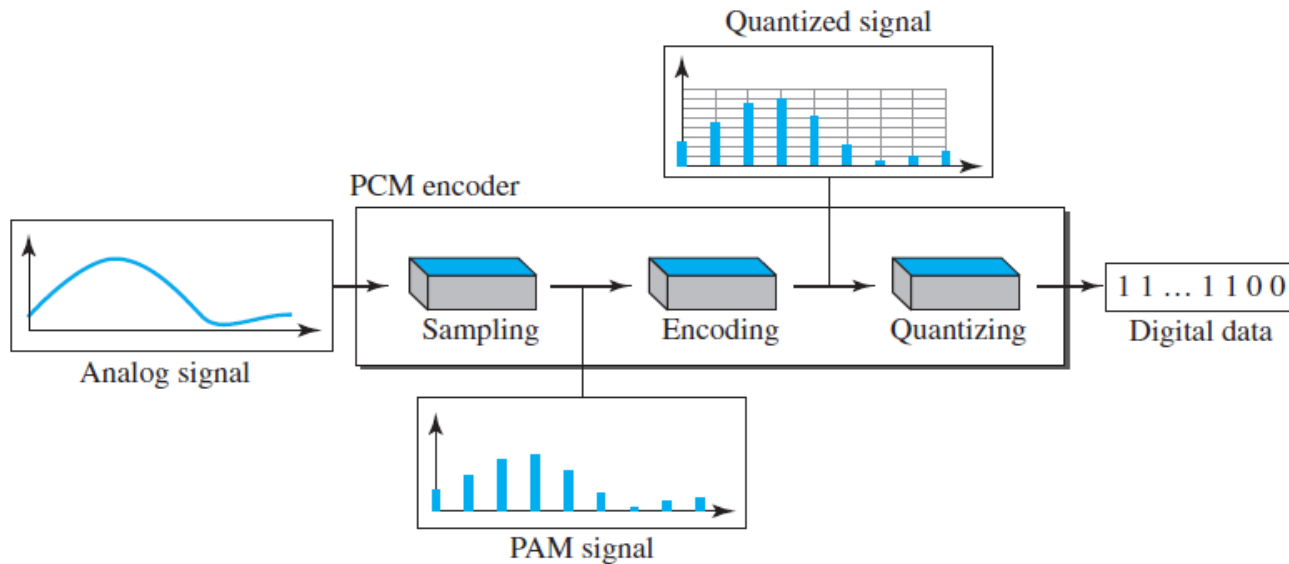 Quantized signal
PCM encoder
Sampling
Encoding
Quantizing
1 1 ... 1 1 0 0
Digital data
Analog signal
PAM signal